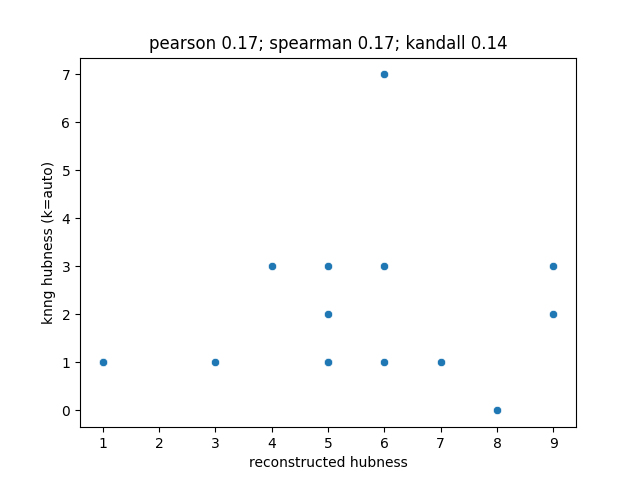 pearson 0.17; spearman 0.17; kandall 0.14
7
6
5
4
3
2
1
0
knng hubness (k=auto)
1 2 3 4 5 6 7 8 9
reconstructed hubness